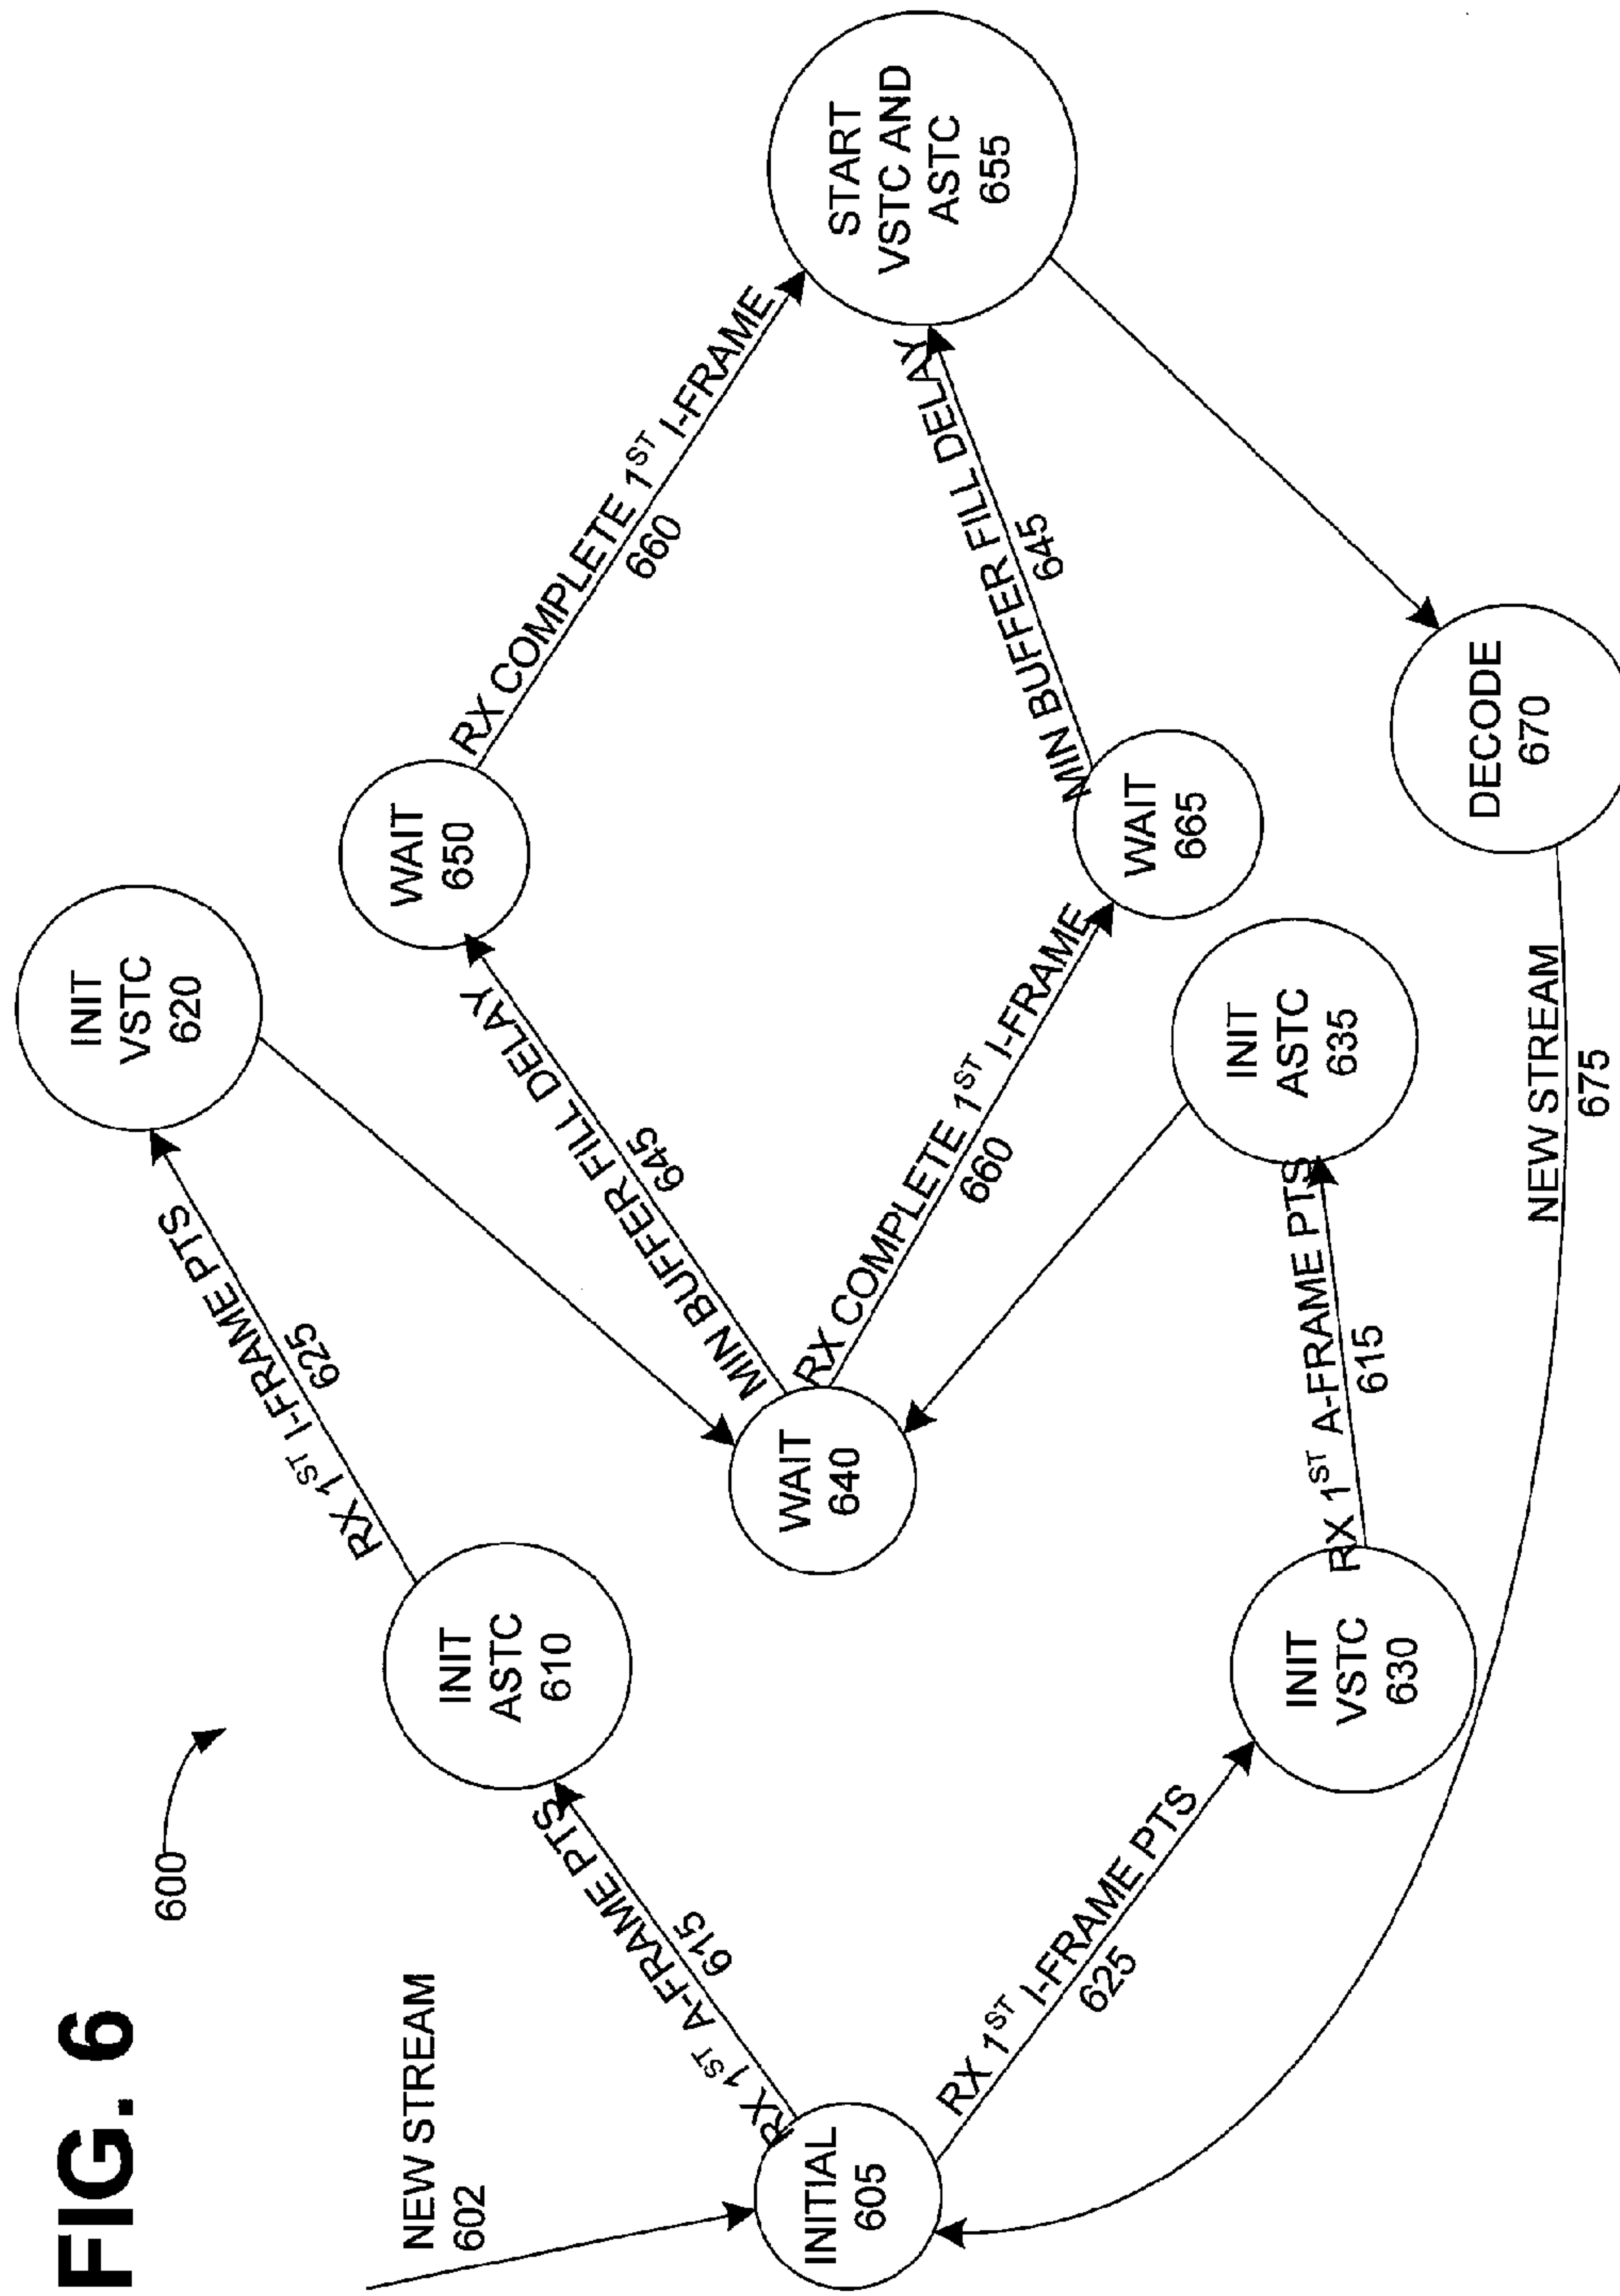 FIG. 6
600
NEW STREAM
602
INITIAL
605
RX 1ST A-FRAME PTS
615
INIT
ASTC
610
RX 1ST I-FRAME PTS
625
INIT
VSTC
620
RX 1ST I-FRAME PTS
625
INIT
VSTC
630
RX 1ST A-FRAME PTS
615
INIT
ASTC
635
WAIT
640
MIN BUFFER FILL DELAY
645
WAIT
650
RX COMPLETE 1ST I-FRAME
660
RX COMPLETE 1ST I-FRAME
660
WAIT
665
MIN BUFFER FILL DELAY
645
START
VSTC AND
ASTC
655
DECODE
670
NEW STREAM
675